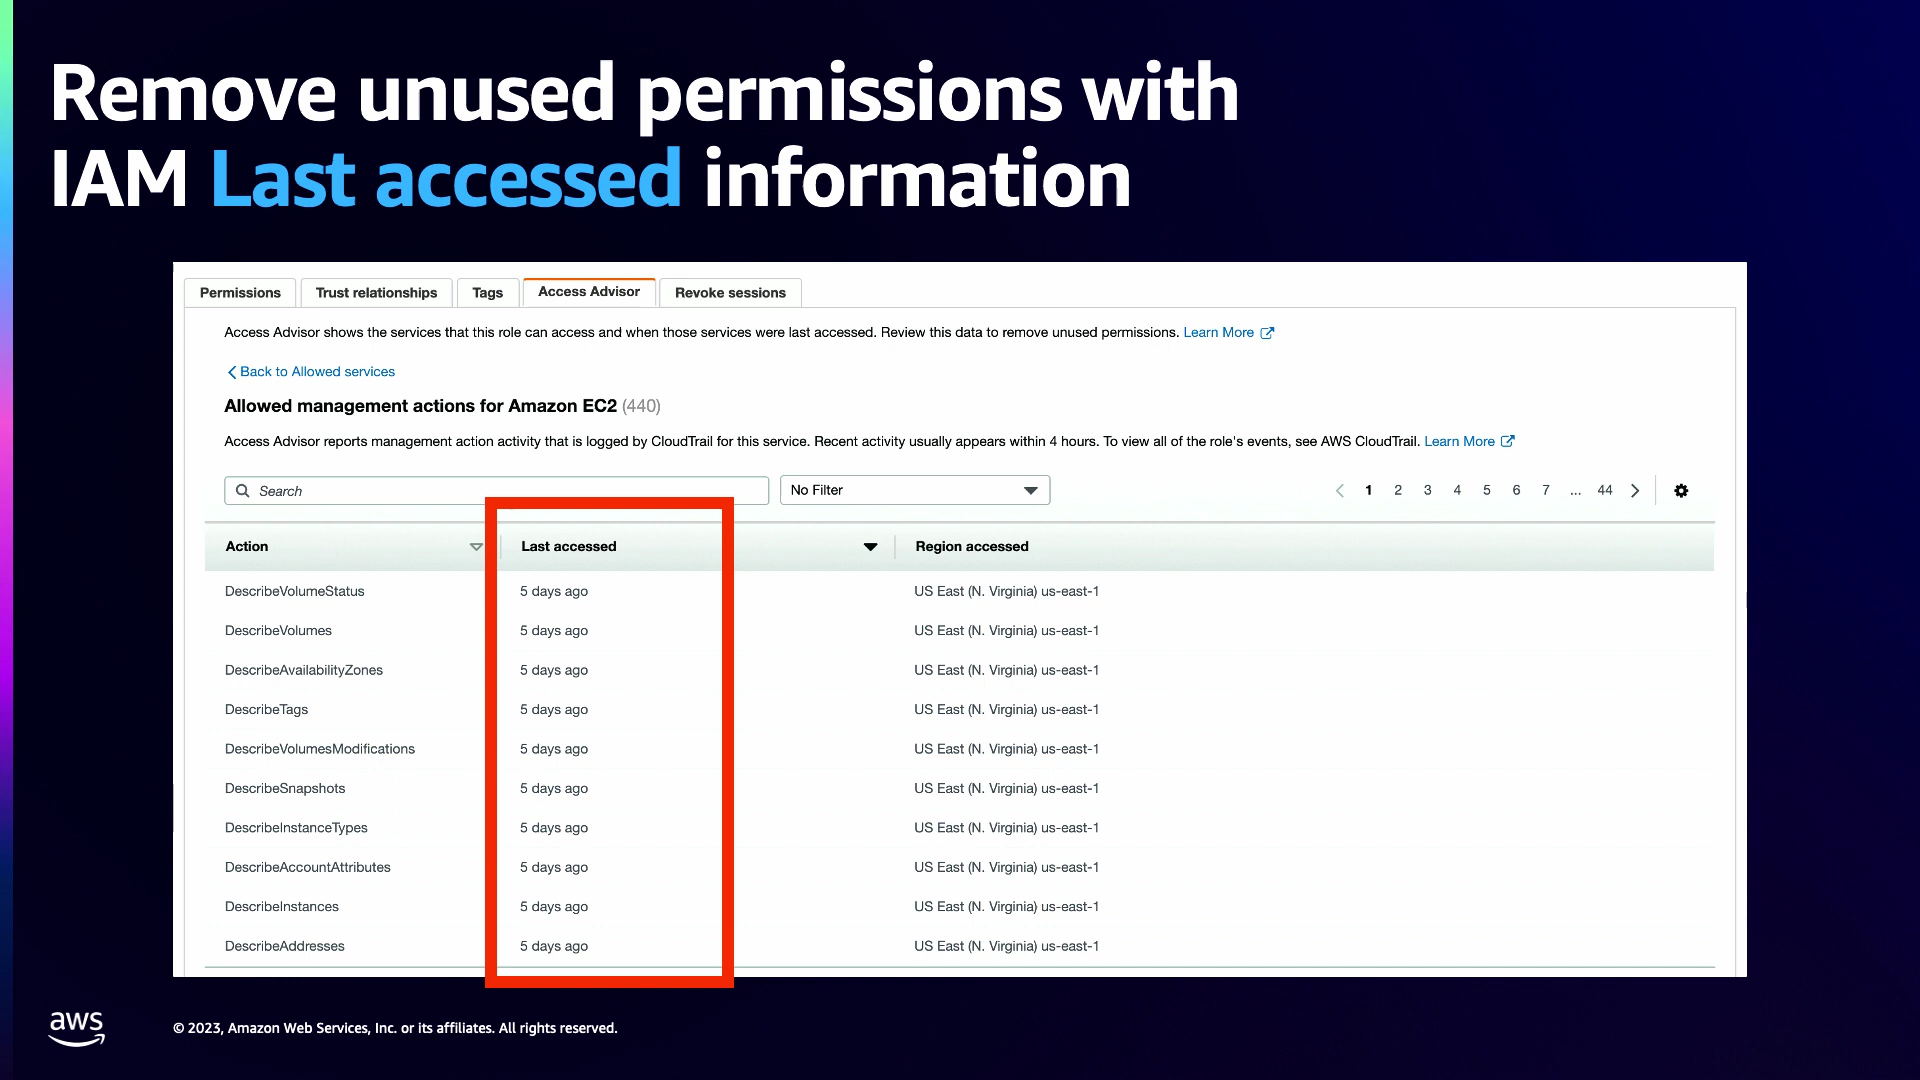 Remove unused permissions with
IAM Last accessed information
Permissions Trust relationships Tags Access Advisor Revoke sessions
Access Advisor shows the services that this role can access and when those services were last accessed. Review this data to remove unused permissions. Learn More
Back to Allowed services
Allowed management actions for Amazon EC2 (440)
Access Advisor reports management action activity that is logged by CloudTrail for this service. Recent activity usually appears within 4 hours. To view all of the role's events, see AWS CloudTrail. Learn More
Search No Filter 1 2 3 4 5 6 7 ... 44
Action Last accessed Region accessed
DescribeVolumeStatus 5 days ago US East (N. Virginia) us-east-1
DescribeVolumes 5 days ago US East (N. Virginia) us-east-1
DescribeAvailabilityZones 5 days ago US East (N. Virginia) us-east-1
DescribeTags 5 days ago US East (N. Virginia) us-east-1
DescribeVolumesModifications 5 days ago US East (N. Virginia) us-east-1
DescribeSnapshots 5 days ago US East (N. Virginia) us-east-1
DescribeInstanceTypes 5 days ago US East (N. Virginia) us-east-1
DescribeAccountAttributes 5 days ago US East (N. Virginia) us-east-1
DescribeInstances 5 days ago US East (N. Virginia) us-east-1
DescribeAddresses 5 days ago US East (N. Virginia) us-east-1
aws © 2023, Amazon Web Services, Inc. or its affiliates. All rights reserved.